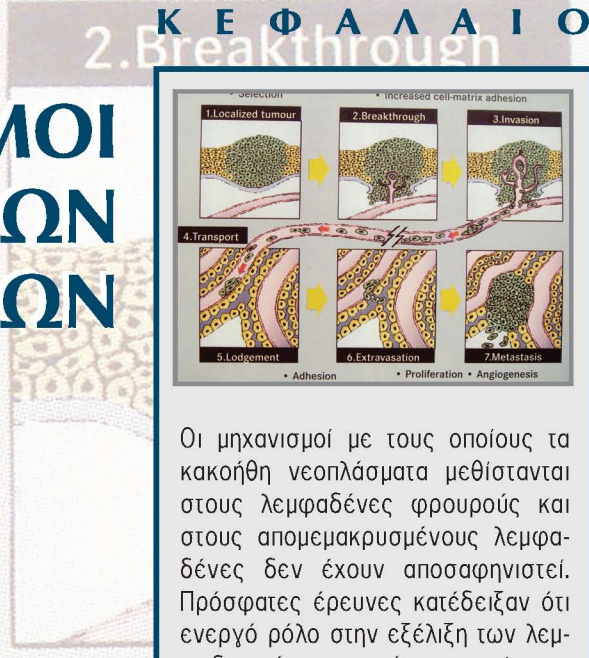 ΚΕΦΑΛΑΙΟ
2.Breakthrough
ΜΟΙ
ΩΝ
ΩΝ
• Selection • Increased cell-matrix adhesion
1.Localized tumour 2.Breakthrough 3.Invasion
4.Transport
5.Lodgement 6.Extravasation 7.Metastasis
• Adhesion • Proliferation • Angiogenesis
Οι μηχανισμοί με τους οποίους τα
κακοήθη νεοπλάσματα μεθίστανται
στους λεμφαδένες φρουρούς και
στους απομεμακρυσμένους λεμφα-
δένες δεν έχουν αποσαφηνιστεί.
Πρόσφατες έρευνες κατέδειξαν ότι
ενεργό ρόλο στην εξέλιξη των λεμ-